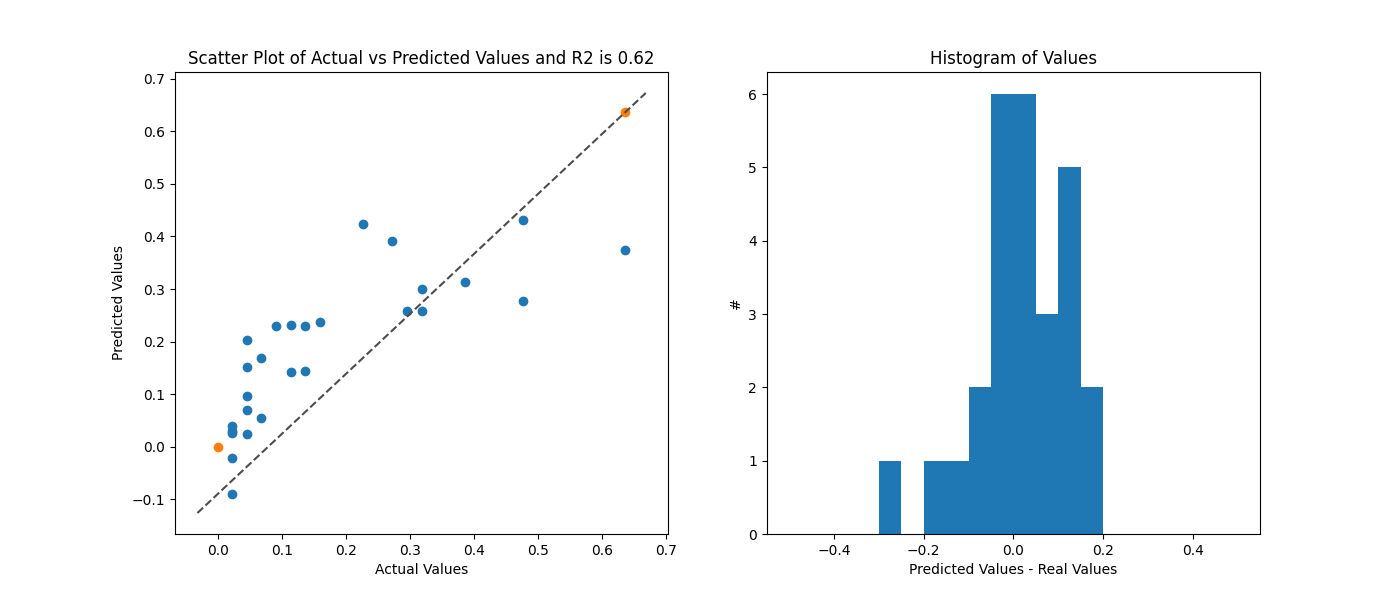 Scatter Plot of Actual vs Predicted Values and R2 is 0.62
0.7
0.6
0.5
0.4
0.3
0.2
0.1
0.0
−0.1
Predicted Values
0.0 0.1 0.2 0.3 0.4 0.5 0.6 0.7
Actual Values
Histogram of Values
6
5
4
3
2
1
0
#
−0.4 −0.2 0.0 0.2 0.4
Predicted Values - Real Values